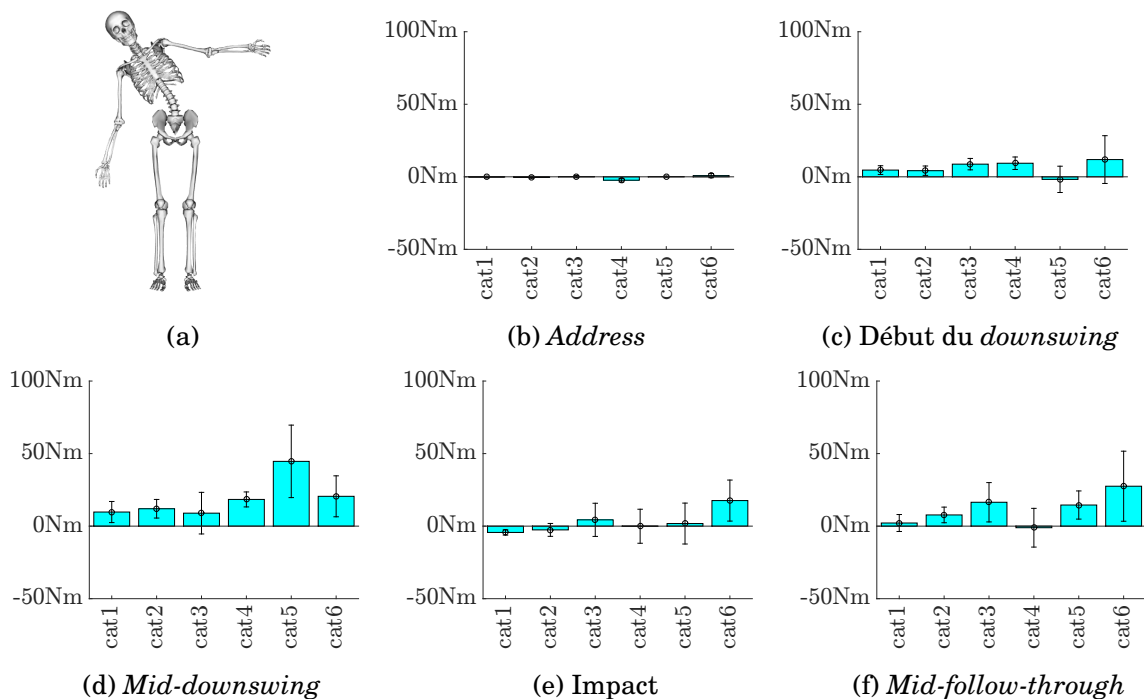 100Nm
50Nm
0Nm
-50Nm
cat1
cat2
cat3
cat4
cat5
cat6
100Nm
50Nm
0Nm
-50Nm
cat1
cat2
cat3
cat4
cat5
cat6
(a)
(b) Address
(c) Début du downswing
100Nm
50Nm
0Nm
-50Nm
cat1
cat2
cat3
cat4
cat5
cat6
100Nm
50Nm
0Nm
-50Nm
cat1
cat2
cat3
cat4
cat5
cat6
100Nm
50Nm
0Nm
-50Nm
cat1
cat2
cat3
cat4
cat5
cat6
(d) Mid-downswing
(e) Impact
(f) Mid-follow-through